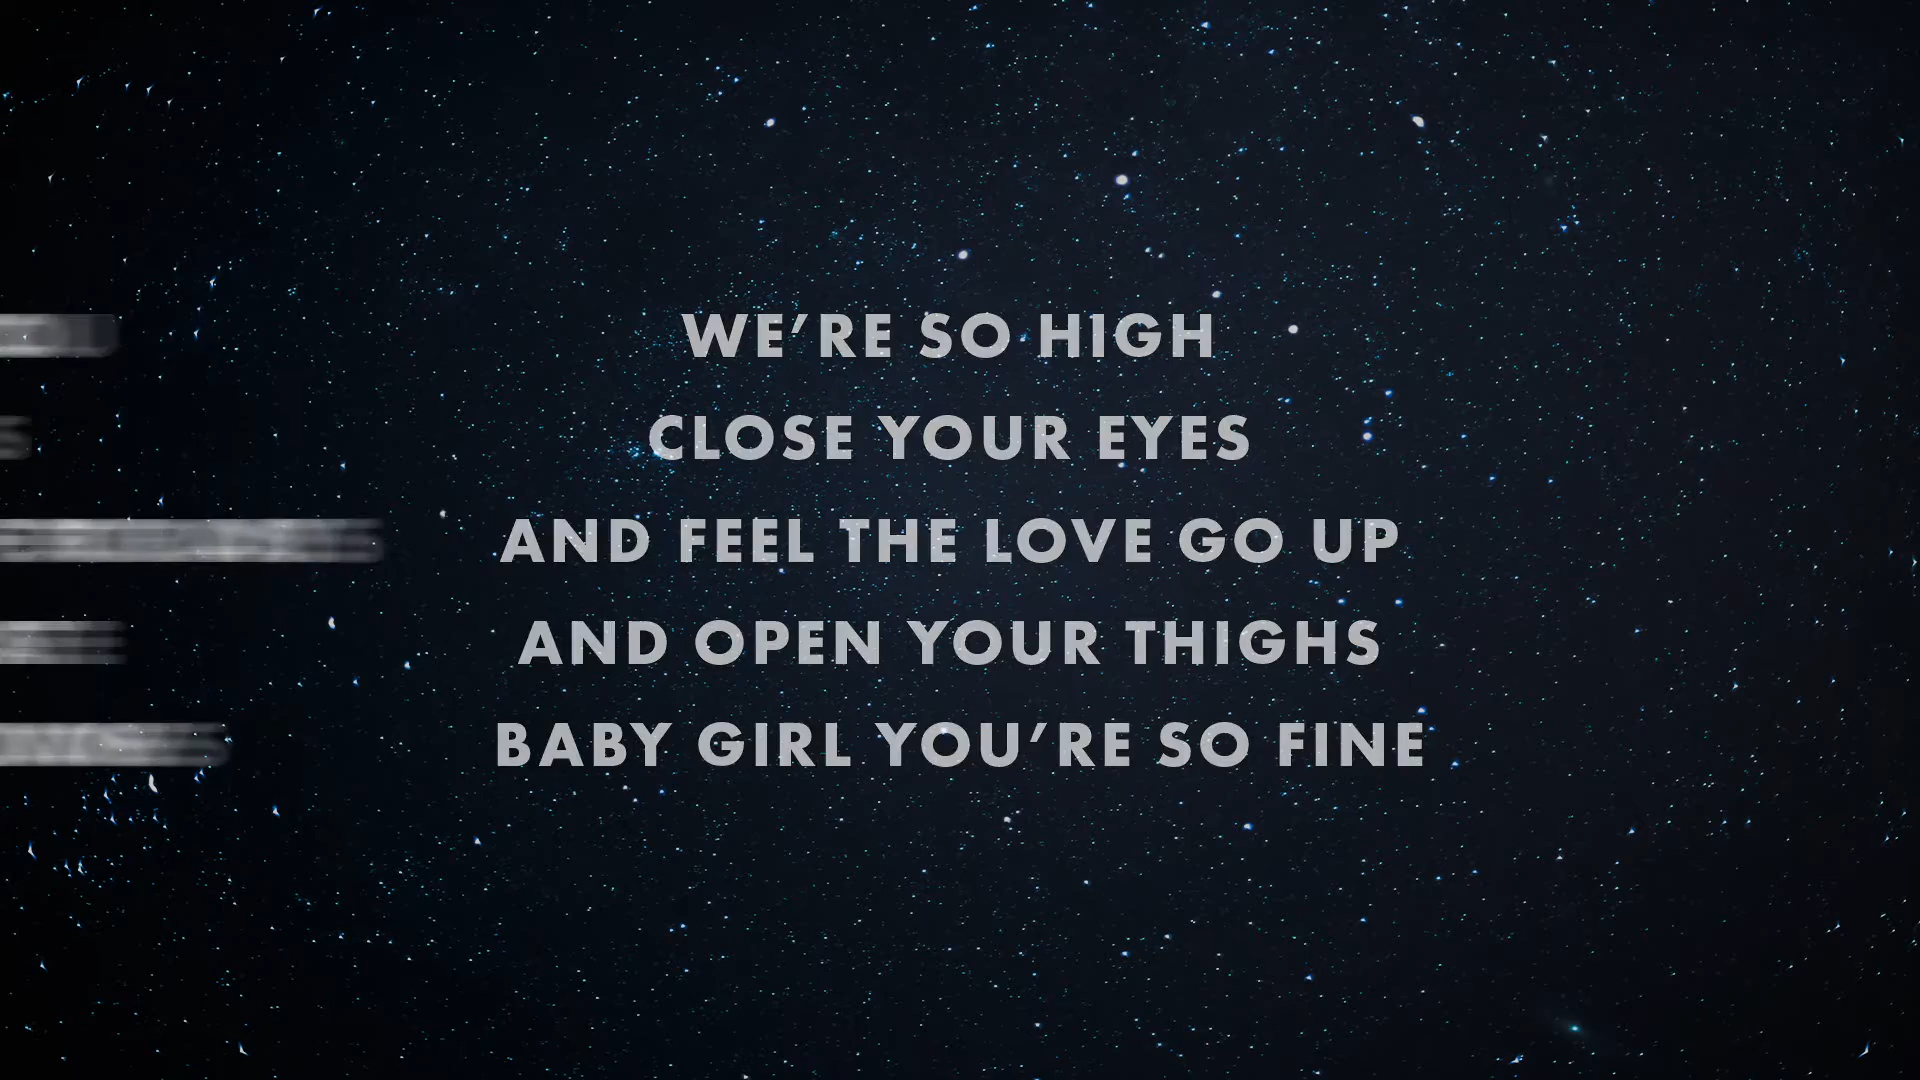 WE’RE SO HIGH
CLOSE YOUR EYES
AND FEEL THE LOVE GO UP
AND OPEN YOUR THIGHS
BABY GIRL YOU’RE SO FINE